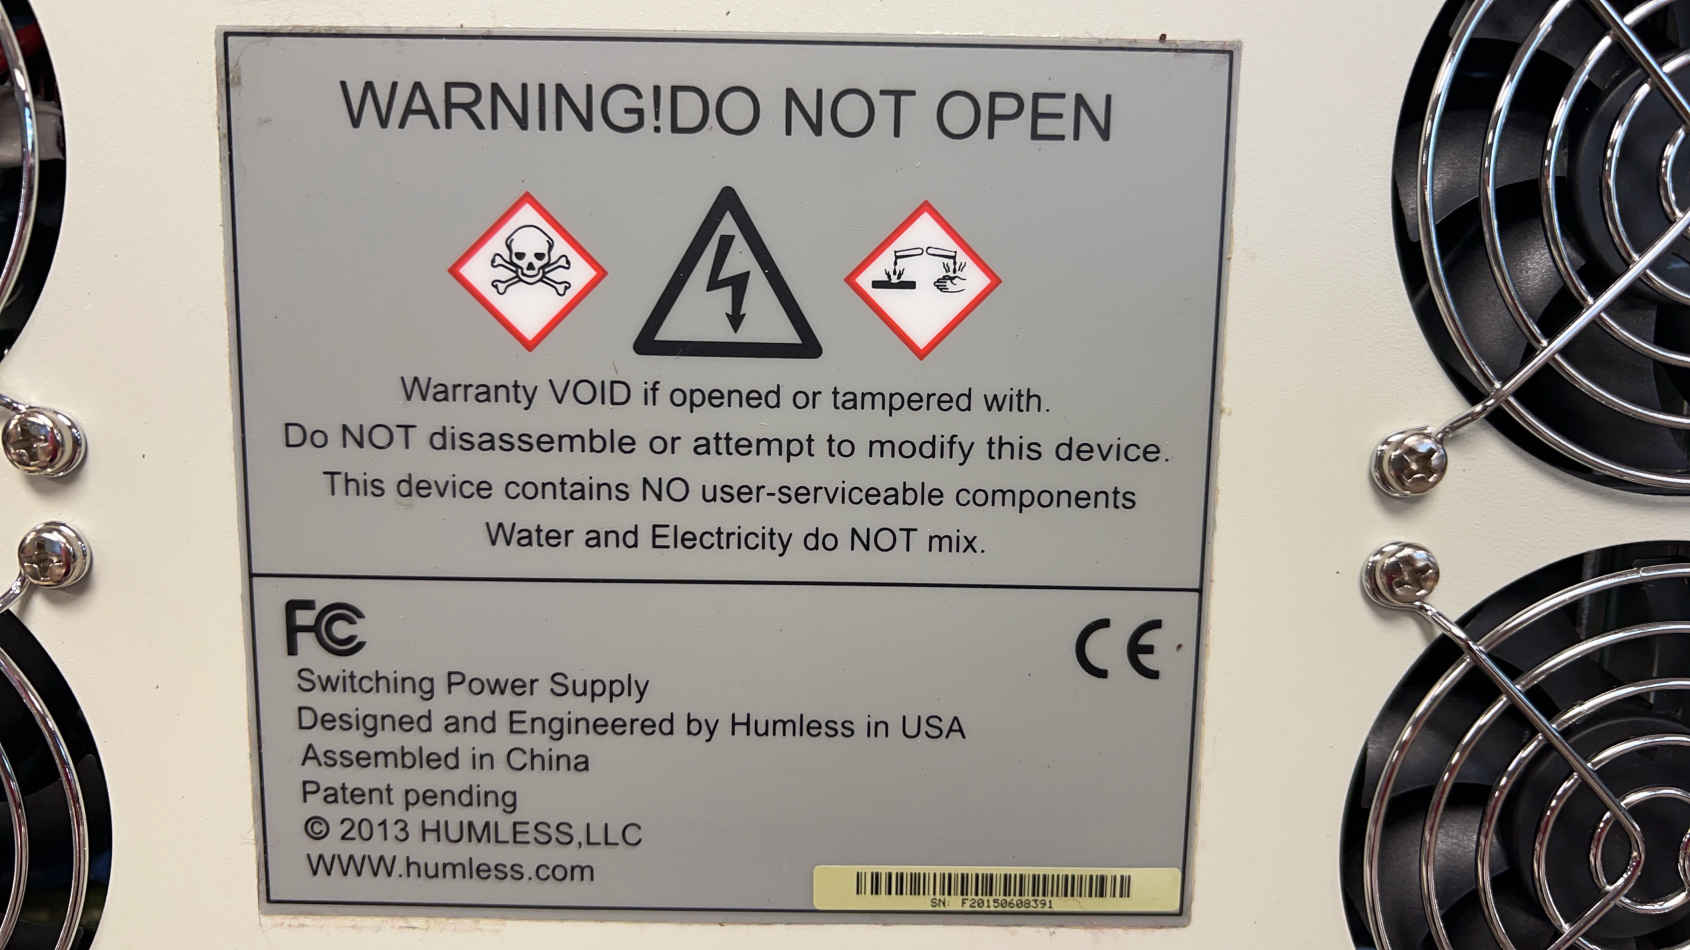 WARNING!DO NOT OPEN
Warranty VOID if opened or tampered with.
Do NOT disassemble or attempt to modify this device.
This device contains NO user-serviceable components
Water and Electricity do NOT mix.
FC CE
Switching Power Supply
Designed and Engineered by Humless in USA
Assembled in China
Patent pending
© 2013 HUMLESS,LLC
WWW.humless.com
SN: F20150608391